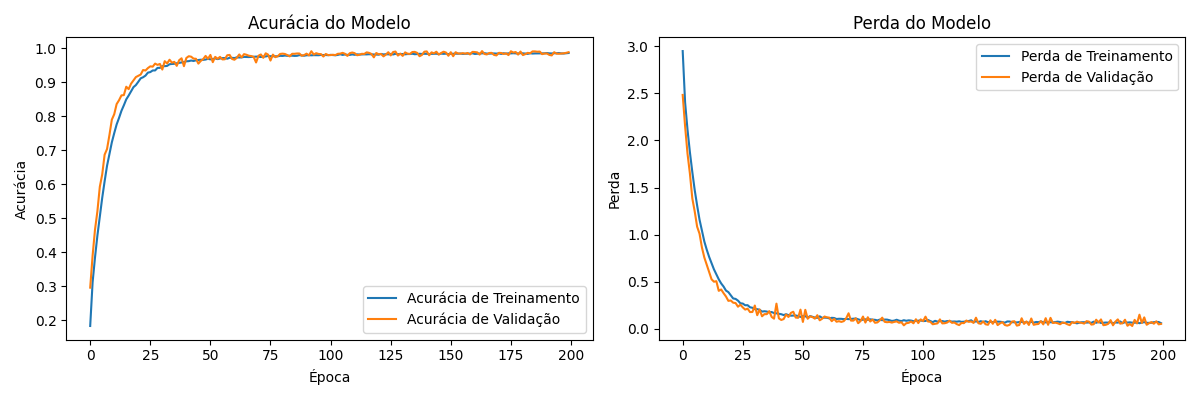 Acurácia do Modelo
1.0
0.9
0.8
0.7
0.6
0.5
0.4
0.3
0.2
Acurácia
Acurácia de Treinamento
Acurácia de Validação
0 25 50 75 100 125 150 175 200
Época
Perda do Modelo
3.0
2.5
2.0
1.5
1.0
0.5
0.0
Perda
Perda de Treinamento
Perda de Validação
0 25 50 75 100 125 150 175 200
Época